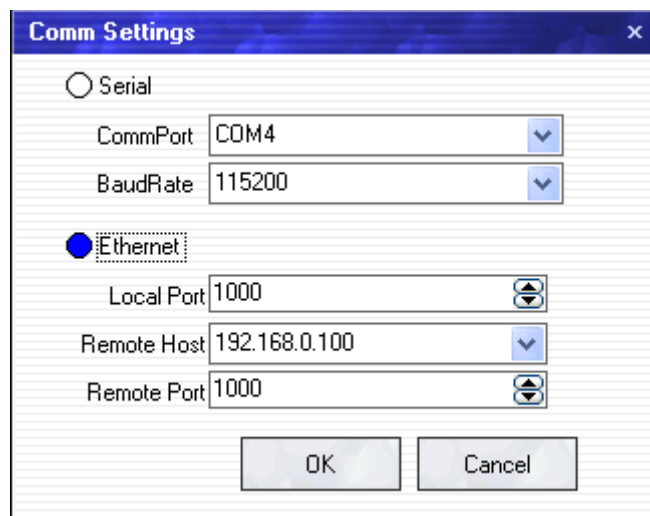 Comm Settings
Serial
CommPort COM4
BaudRate 115200
Ethernet
Local Port 1000
Remote Host 192.168.0.100
Remote Port 1000
OK Cancel